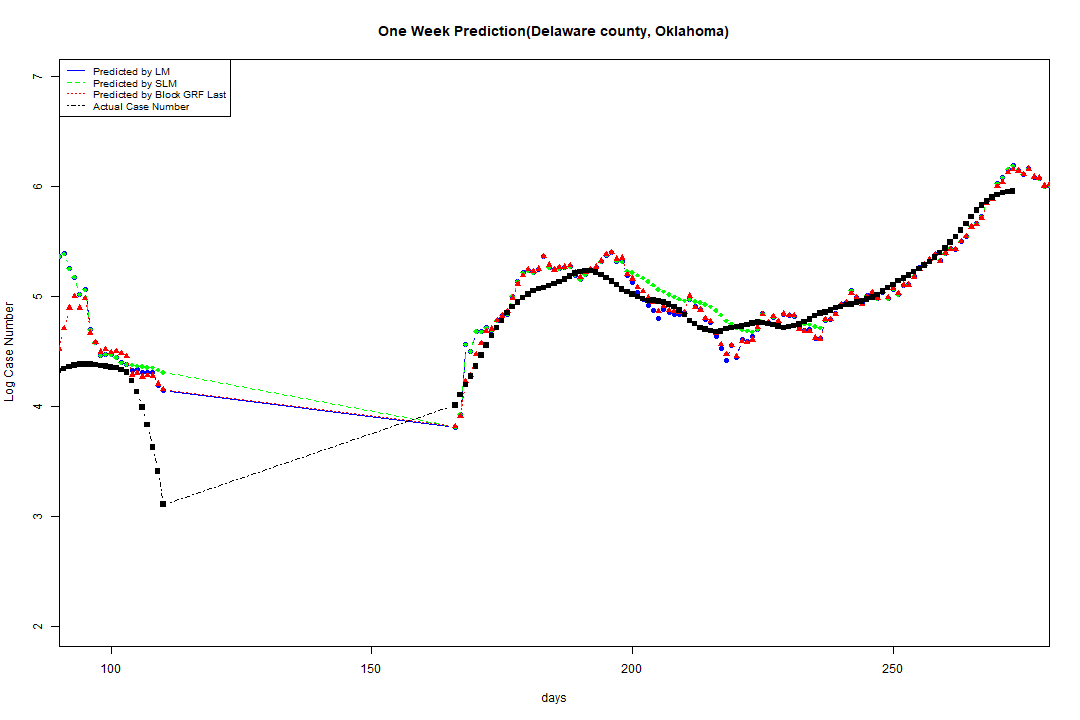 One Week Prediction(Delaware county, Oklahoma)
Predicted by LM
Predicted by SLM
Predicted by Block GRF Last
Actual Case Number
7
6
5
4
3
2
Log Case Number
100
150
200
250
days